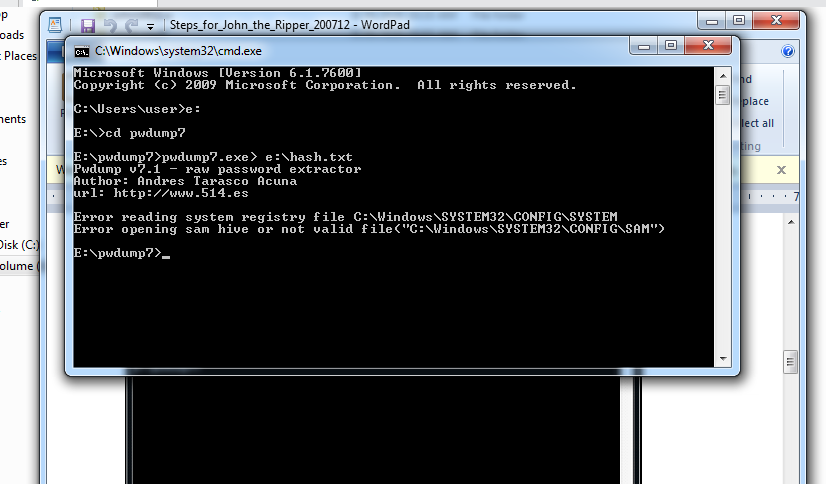 Steps_for_John_the_Ripper_200712 - WordPad
C:\Windows\system32\cmd.exe
Microsoft Windows [Version 6.1.7600]
Copyright (c) 2009 Microsoft Corporation.  All rights reserved.
C:\Users\user>e:
E:\>cd pwdump7
E:\pwdump7>pwdump7.exe> e:\hash.txt
Pwdump v7.1 - raw password extractor
Author: Andres Tarasco Acuna
url: http://www.514.es
Error reading system registry file C:\Windows\SYSTEM32\CONFIG\SYSTEM
Error opening sam hive or not valid file("C:\Windows\SYSTEM32\CONFIG\SAM")
E:\pwdump7>_
oads
Places
ments
es
er
Disk (C:)
olume (
nd
place
ect all
ting
7